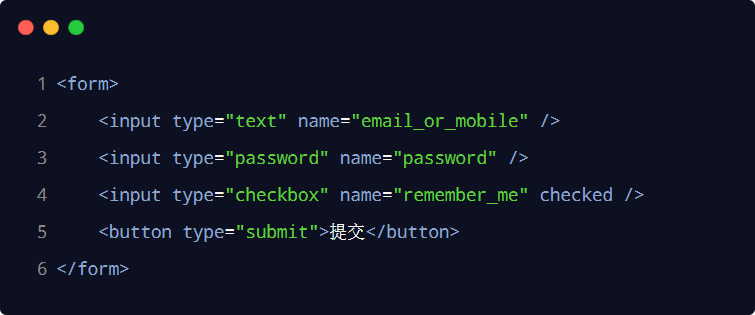 1 <form>
2     <input type="text" name="email_or_mobile" />
3     <input type="password" name="password" />
4     <input type="checkbox" name="remember_me" checked />
5     <button type="submit">提交</button>
6 </form>